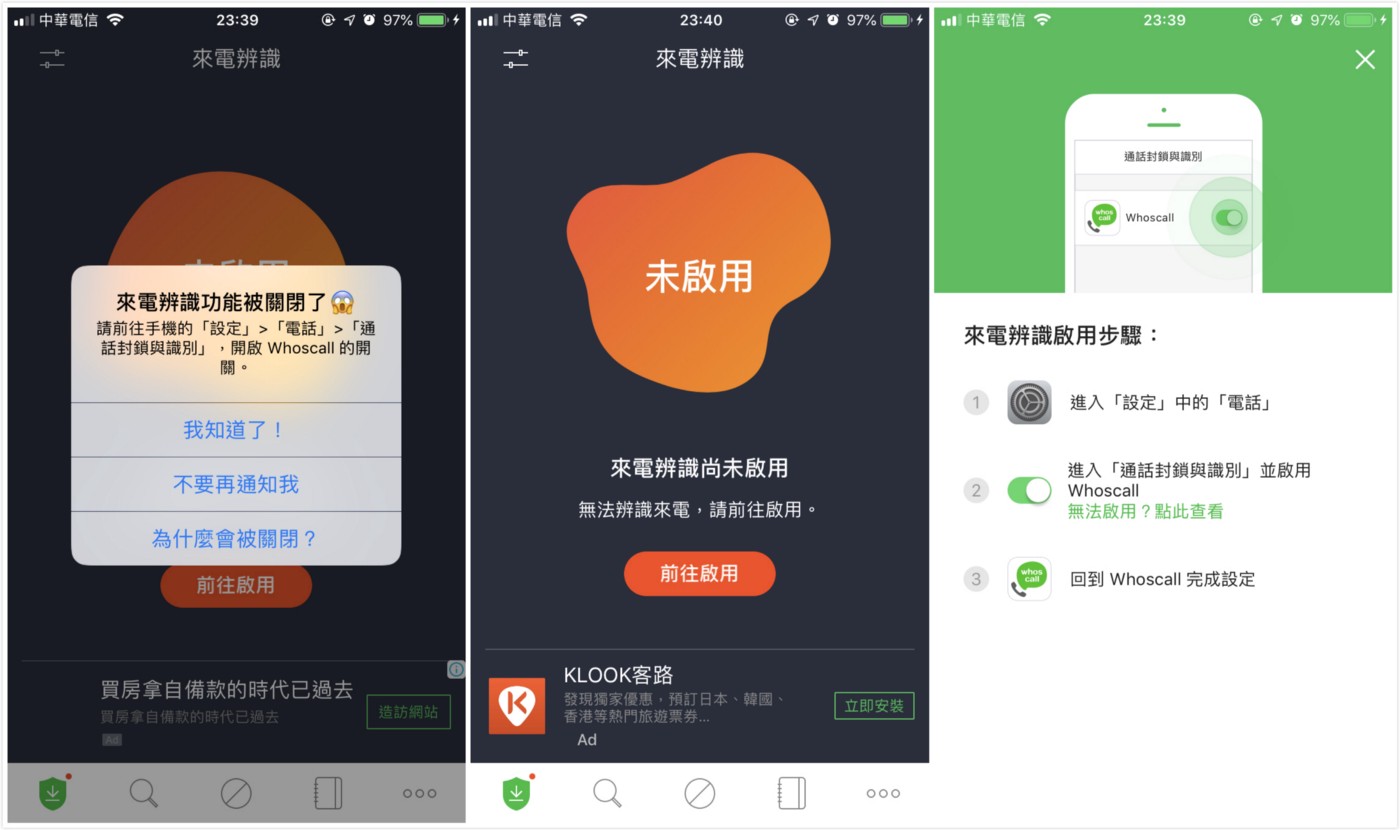 中華電信
23:39
97%
來電辨識
未啟用
來電辨識功能被關閉了
請前往手機的「設定」>「電話」>「通
話封鎖與識別」，開啟 Whoscall 的開
關。
我知道了！
不要再通知我
為什麼會被關閉？
前往啟用
買房拿自備款的時代已過去
買房拿自備款的時代已過去
Ad
造訪網站
中華電信
23:40
97%
來電辨識
未啟用
來電辨識尚未啟用
無法辨識來電，請前往啟用。
前往啟用
KLOOK客路
發現獨家優惠，預訂日本、韓國、
香港等熱門旅遊票券...
Ad
立即安裝
中華電信
23:39
97%
通話封鎖與識別
whos
call
Whoscall
來電辨識啟用步驟：
1
進入「設定」中的「電話」
2
進入「通話封鎖與識別」並啟用
Whoscall
無法啟用？點此查看
3
whos
call
回到 Whoscall 完成設定